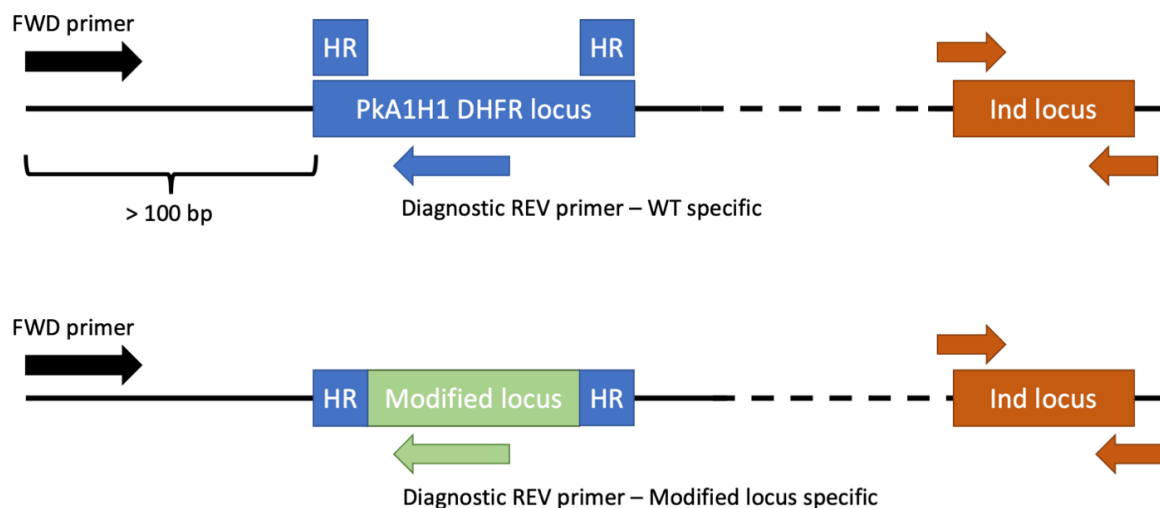 FWD primer
HR
HR
PkA1H1 DHFR locus
Ind locus
> 100 bp
Diagnostic REV primer – WT specific
FWD primer
HR
Modified locus
HR
Ind locus
Diagnostic REV primer – Modified locus specific